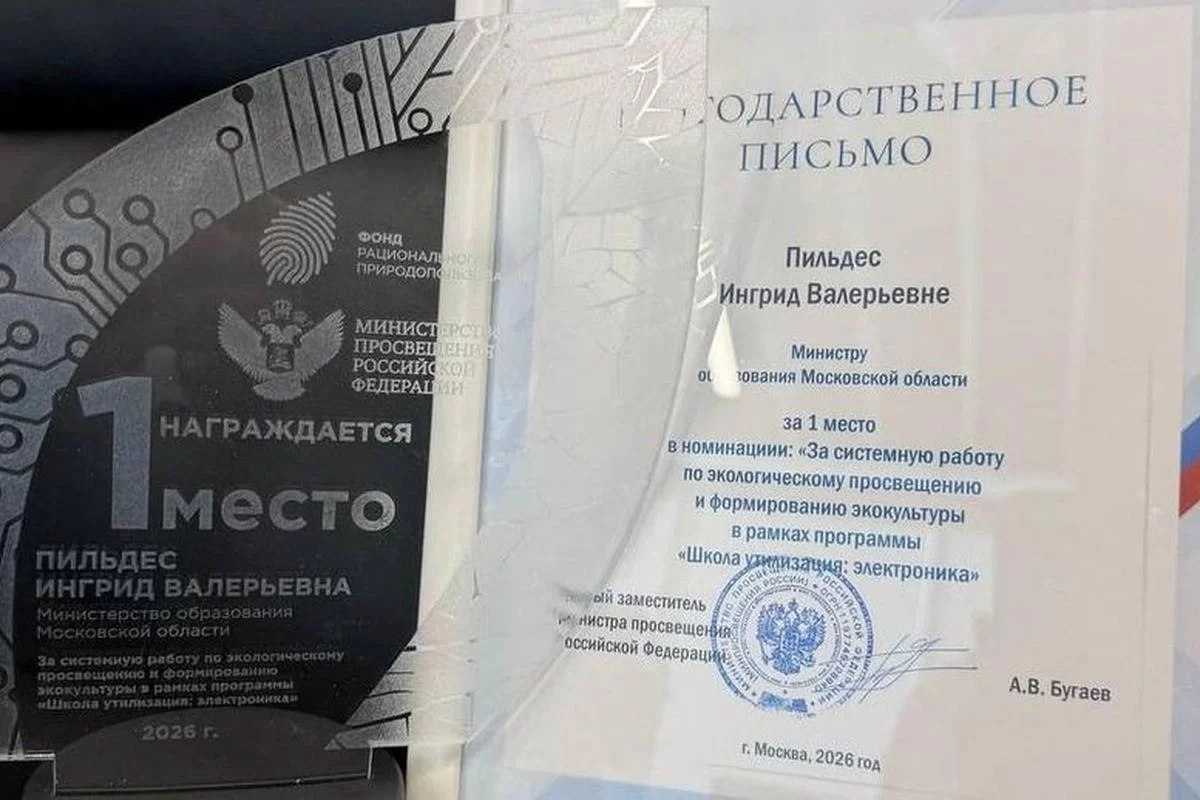 ФОНД
РАЦИОНАЛЬНОГО
ПРИРОДОПОЛЬЗОВАНИЯ
МИНИСТЕРСТВО
ПРОСВЕЩЕНИЯ
РОССИЙСКОЙ
ФЕДЕРАЦИИ
НАГРАЖДАЕТСЯ
1 место
ПИЛЬДЕС
ИНГРИД ВАЛЕРЬЕВНА
Министерство образования
Московской области
За системную работу по экологическому
просвещению и формированию
экокультуры в рамках программы
«Школа утилизация: электроника»
2026 г.
ГОДАРСТВЕННОЕ
ПИСЬМО
Пильдес
Ингрид Валерьевне
Министру
образования Московской области
за 1 место
в номинациии: «За системную работу
по экологическому просвещению
и формированию экокультуры
в рамках программы
«Школа утилизация: электроника»
заместитель
министра просвещения
Российской Федерации
А.В. Бугаев
г. Москва, 2026 год